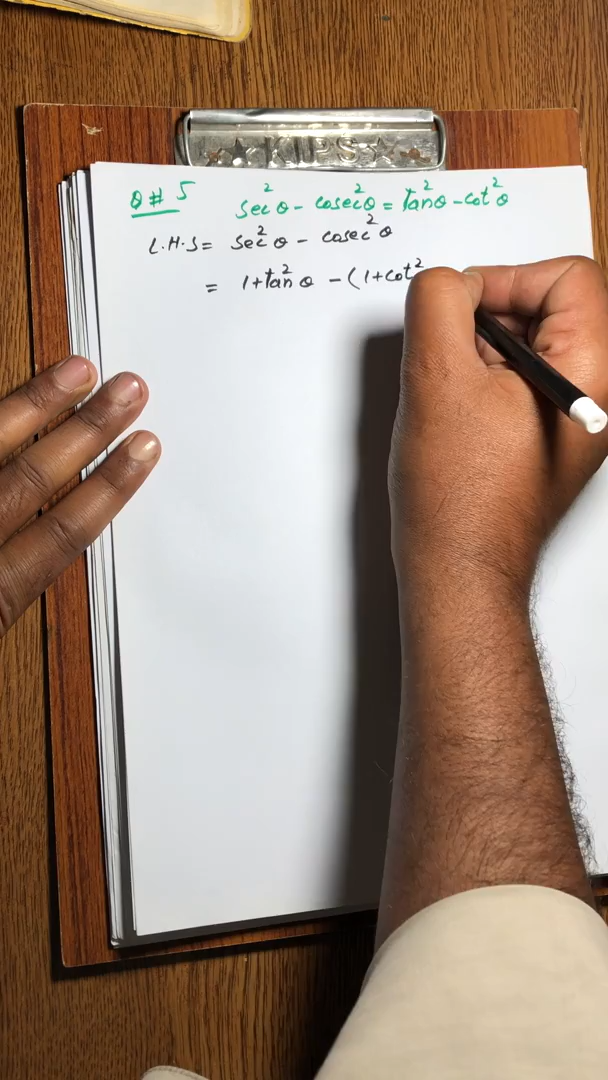 ★ KIPS ★
Q # 5 sec²θ - cosec²θ = tan²θ - cot²θ
L.H.S = sec²θ - cosec²θ
= 1+tan²θ - (1+cot²